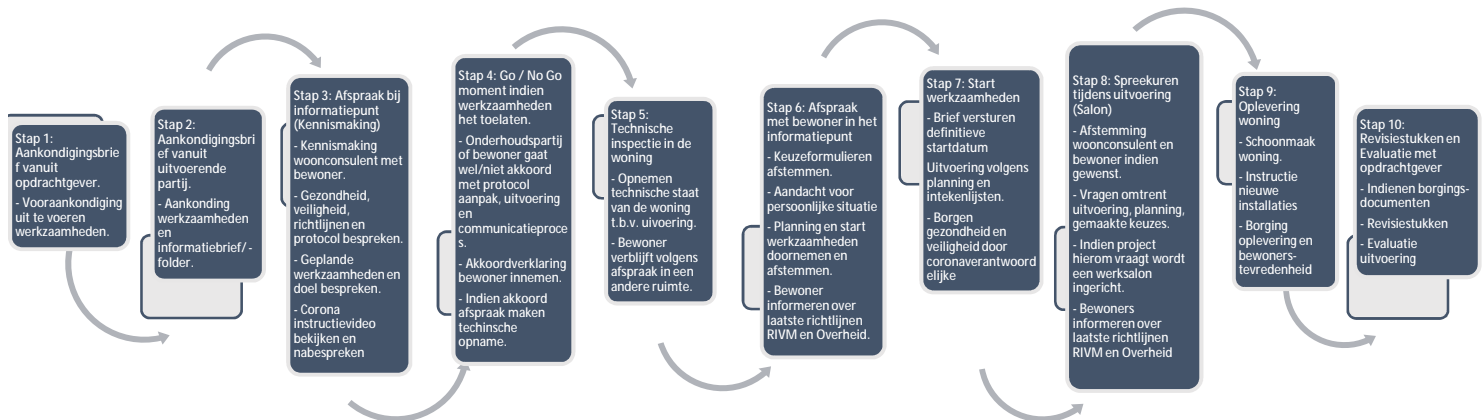 Stap 1:
Aankondigingsbrie
f vanuit
opdrachtgever.
- Vooraankondiging
uit te voeren
werkzaamheden.
Stap 2:
Aankondigingsbri
ef vanuit
uitvoerende
partij.
- Aankonding
werkzaamheden
en
informatiebrief/ -
folder.
Stap 3: Afspraak bij
informatiepunt
(Kennismaking)
- Kennismaking
woonconsulent met
bewoner.
- Gezondheid,
veiligheid,
richtlijnen en
protocol bespreken.
- Geplande
werkzaamheden en
doel bespreken.
- Corona
instructievideo
bekijken en
nabespreken
Stap 4: Go / No Go
moment indien
werkzaamheden
het toelaten.
- Onderhoudspartij
of bewoner gaat
wel/niet akkoord
met protocol
aanpak, uitvoering
en
communicatieproce
s.
- Akkoordverklaring
bewoner innemen.
- Indien akkoord
afspraak maken
techinsche
opname.
Stap 5:
Technische
inspectie in de
woning
- Opnemen
technische staat
van de woning
t.b.v. uivoering.
- Bewoner
verblijft volgens
afspraak in een
andere ruimte.
Stap 6: Afspraak
met bewoner in het
informatiepunt
- Keuzeformulieren
afstemmen.
- Aandacht voor
persoonlijke situatie
- Planning en start
werkzaamheden
doornemen en
afstemmen.
- Bewoner
informeren over
laatste richtlijnen
RIVM en Overheid.
Stap 7: Start
werkzaamheden
- Brief versturen
definitieve
startdatum
Uitvoering volgens
planning en
intekenlijsten.
- Borgen
gezondheid en
veiligheid door
coronaverantwoord
elijke
Stap 8: Spreekuren
tijdens uitvoering
(Salon)
- Afstemming
woonconsulent en
bewoner indien
gewenst.
- Vragen omtrent
uitvoering, planning,
gemaakte keuzes.
- Indien project
hierom vraagt wordt
een werksalon
ingericht.
- Bewoners
informeren over
laatste richtlijnen
RIVM en Overheid
Stap 9:
Oplevering
woning
- Schoonmaak
woning.
- Instructie
nieuwe
installaties
- Borging
oplevering en
bewoners-
tevredenheid
Stap 10:
Revisiestukken en
Evaluatie met
opdrachtgever
- Indienen borgings-
documenten
- Revisiestukken
- Evaluatie
uitvoering